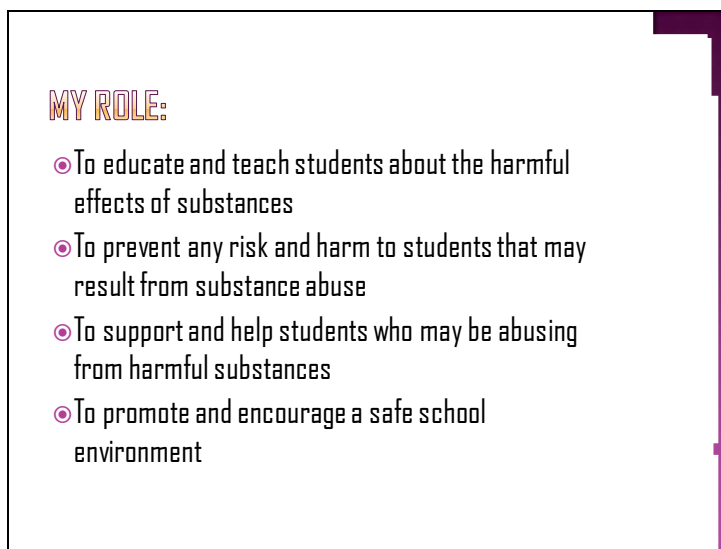 MY ROLE:
To educate and teach students about the harmful
effects of substances
To prevent any risk and harm to students that may
result from substance abuse
To support and help students who may be abusing
from harmful substances
To promote and encourage a safe school
environment